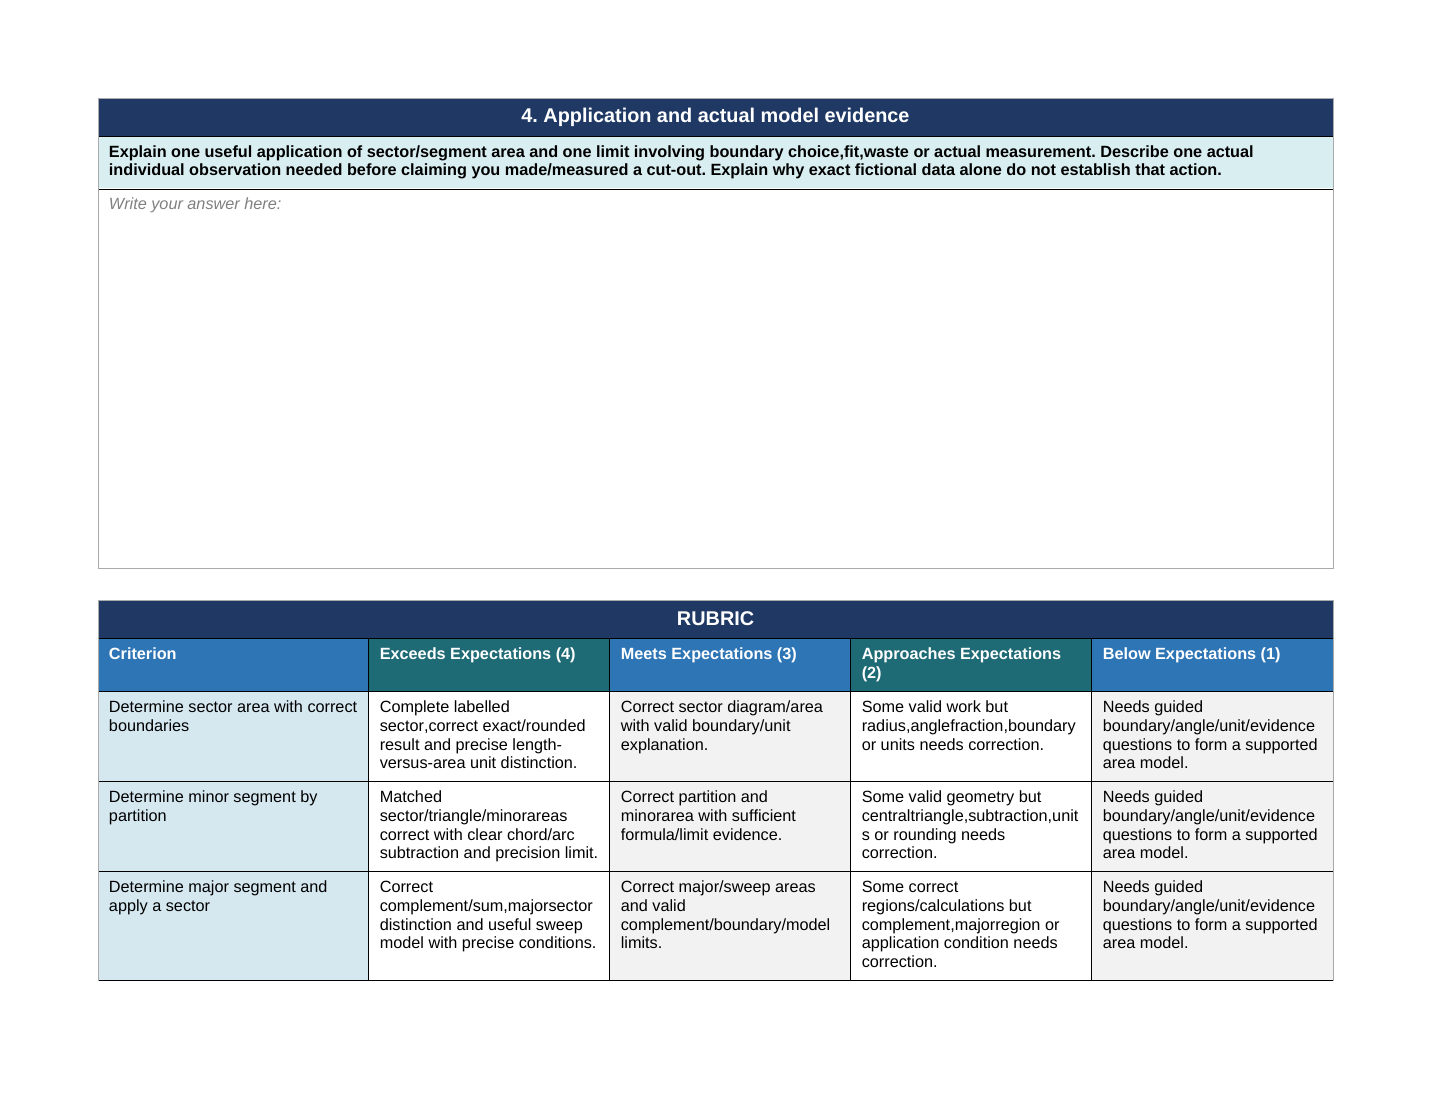 4. Application and actual model evidence
Explain one useful application of sector/segment area and one limit involving boundary choice,fit,waste or actual measurement. Describe one actual
individual observation needed before claiming you made/measured a cut-out. Explain why exact fictional data alone do not establish that action.
Write your answer here:
RUBRIC
Criterion
Exceeds Expectations (4)
Meets Expectations (3)
Approaches Expectations
(2)
Below Expectations (1)
Determine sector area with correct
boundaries
Complete labelled
sector,correct exact/rounded
result and precise length-
versus-area unit distinction.
Correct sector diagram/area
with valid boundary/unit
explanation.
Some valid work but
radius,anglefraction,boundary
or units needs correction.
Needs guided
boundary/angle/unit/evidence
questions to form a supported
area model.
Determine minor segment by
partition
Matched
sector/triangle/minorareas
correct with clear chord/arc
subtraction and precision limit.
Correct partition and
minorarea with sufficient
formula/limit evidence.
Some valid geometry but
centraltriangle,subtraction,unit
s or rounding needs
correction.
Needs guided
boundary/angle/unit/evidence
questions to form a supported
area model.
Determine major segment and
apply a sector
Correct
complement/sum,majorsector
distinction and useful sweep
model with precise conditions.
Correct major/sweep areas
and valid
complement/boundary/model
limits.
Some correct
regions/calculations but
complement,majorregion or
application condition needs
correction.
Needs guided
boundary/angle/unit/evidence
questions to form a supported
area model.